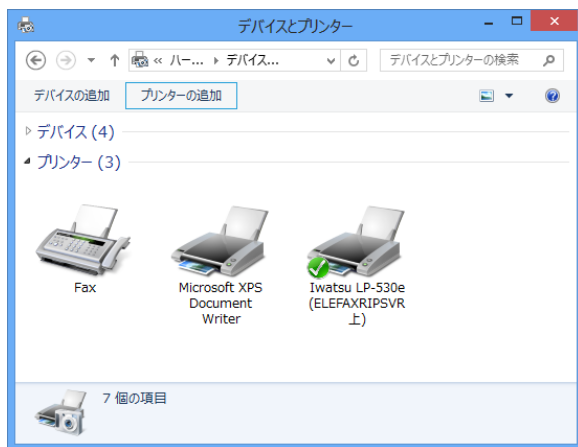 デバイスとプリンター
« ハー... デバイス...
デバイスとプリンターの検索
デバイスの追加 プリンターの追加
デバイス (4)
プリンター (3)
Fax
Microsoft XPS
Document
Writer
Iwatsu LP-530e
(ELEFAXRIPSVR
上)
7 個の項目